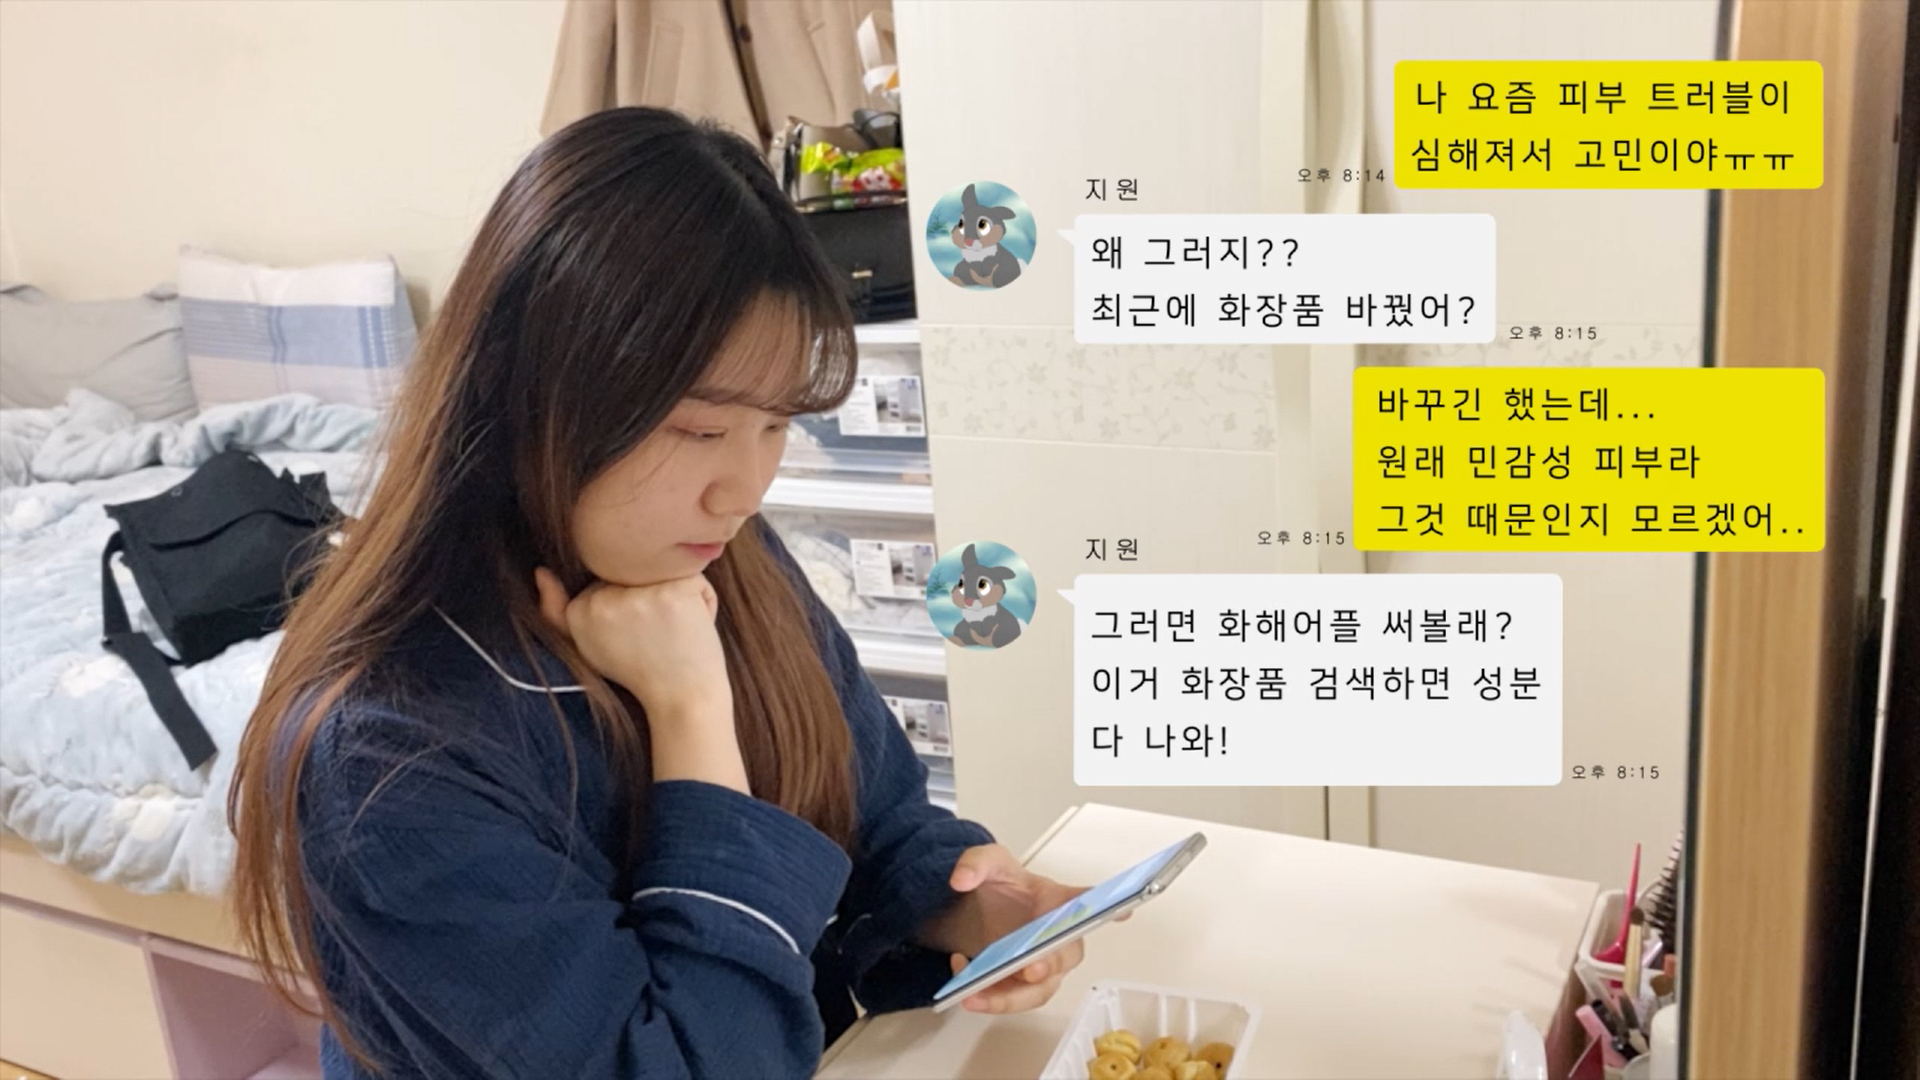 나 요즘 피부 트러블이
심해져서 고민이야ㅠㅠ
오후 8:14
지원
왜 그러지??
최근에 화장품 바꿨어?
오후 8:15
바꾸긴 했는데...
원래 민감성 피부라
그것 때문인지 모르겠어..
오후 8:15
지원
그러면 화해어플 써볼래?
이거 화장품 검색하면 성분
다 나와!
오후 8:15